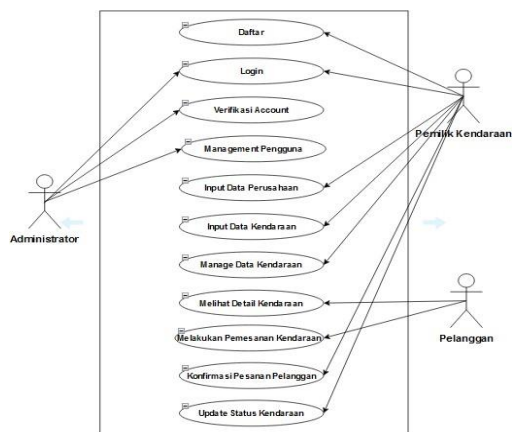 Daftar
Login
Verifikasi Account
Management Pengguna
Input Data Perusahaan
Input Data Kendaraan
Manage Data Kendaraan
Melihat Detail Kendaraan
Melakukan Pemesanan Kendaraan
Konfirmasi Pesanan Pelanggan
Update Status Kendaraan
Administrator
Pemilik Kendaraan
Pelanggan